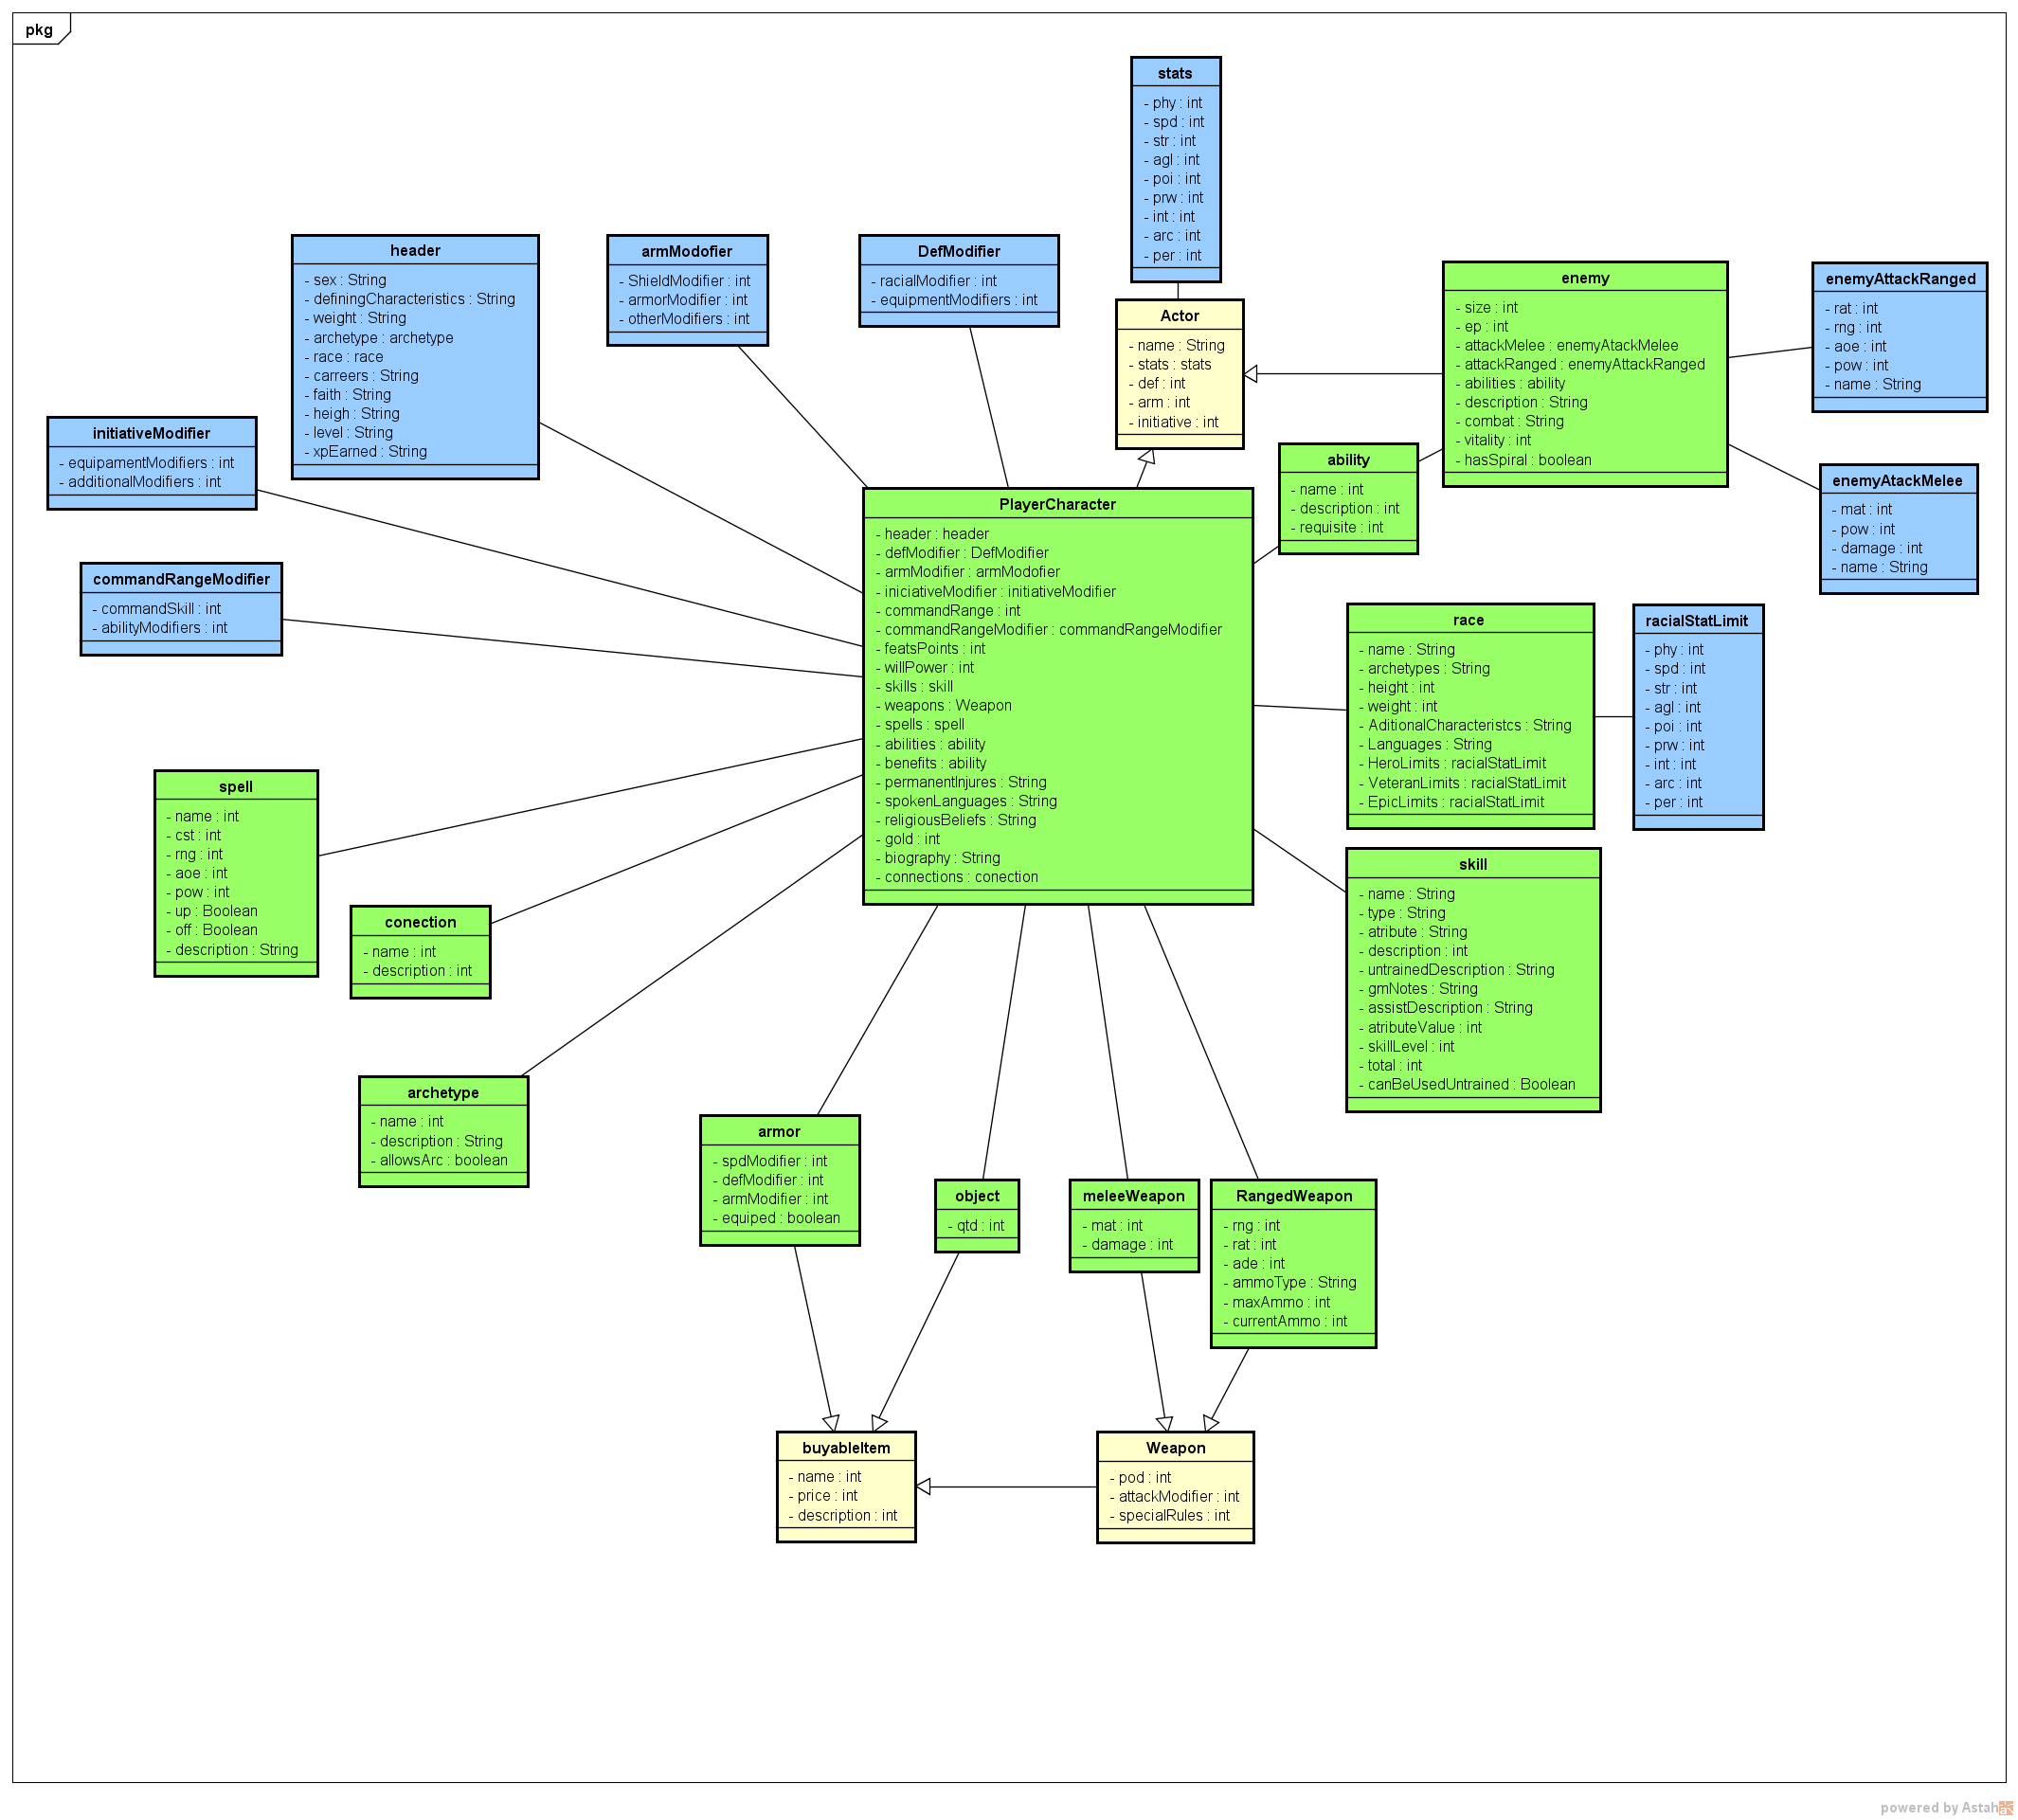 pkg
stats
- phy : int
- spd : int
- str : int
- agl : int
- poi : int
- prw : int
- int : int
- arc : int
- per : int
header
- sex : String
- definingCharacteristics : String
- weight : String
- archetype : archetype
- race : race
- carreers : String
- faith : String
- heigh : String
- level : String
- xpEarned : String
armModofier
- ShieldModifier : int
- armorModifier : int
- otherModifiers : int
DefModifier
- racialModifier : int
- equipmentModifiers : int
Actor
- name : String
- stats : stats
- def : int
- arm : int
- initiative : int
enemy
- size : int
- ep : int
- attackMelee : enemyAtackMelee
- attackRanged : enemyAttackRanged
- abilities : ability
- description : String
- combat : String
- vitality : int
- hasSpiral : boolean
enemyAttackRanged
- rat : int
- rng : int
- aoe : int
- pow : int
- name : String
initiativeModifier
- equipamentModifiers : int
- additionalModifiers : int
ability
- name : int
- description : int
- requisite : int
enemyAtackMelee
- mat : int
- pow : int
- damage : int
- name : String
commandRangeModifier
- commandSkill : int
- abilityModifiers : int
PlayerCharacter
- header : header
- defModifier : DefModifier
- armModifier : armModofier
- iniciativeModifier : initiativeModifier
- commandRange : int
- commandRangeModifier : commandRangeModifier
- featsPoints : int
- willPower : int
- skills : skill
- weapons : Weapon
- spells : spell
- abilities : ability
- benefits : ability
- permanentInjures : String
- spokenLanguages : String
- religiousBeliefs : String
- gold : int
- biography : String
- connections : conection
race
- name : String
- archetypes : String
- height : int
- weight : int
- AditionalCharacteristcs : String
- Languages : String
- HeroLimits : racialStatLimit
- VeteranLimits : racialStatLimit
- EpicLimits : racialStatLimit
racialStatLimit
- phy : int
- spd : int
- str : int
- agl : int
- poi : int
- prw : int
- int : int
- arc : int
- per : int
spell
- name : int
- cst : int
- rng : int
- aoe : int
- pow : int
- up : Boolean
- off : Boolean
- description : String
conection
- name : int
- description : int
skill
- name : String
- type : String
- atribute : String
- description : int
- untrainedDescription : String
- gmNotes : String
- assistDescription : String
- atributeValue : int
- skillLevel : int
- total : int
- canBeUsedUntrained : Boolean
archetype
- name : int
- description : String
- allowsArc : boolean
armor
- spdModifier : int
- defModifier : int
- armModifier : int
- equiped : boolean
object
- qtd : int
meleeWeapon
- mat : int
- damage : int
RangedWeapon
- rng : int
- rat : int
- ade : int
- ammoType : String
- maxAmmo : int
- currentAmmo : int
buyableItem
- name : int
- price : int
- description : int
Weapon
- pod : int
- attackModifier : int
- specialRules : int
powered by Astah